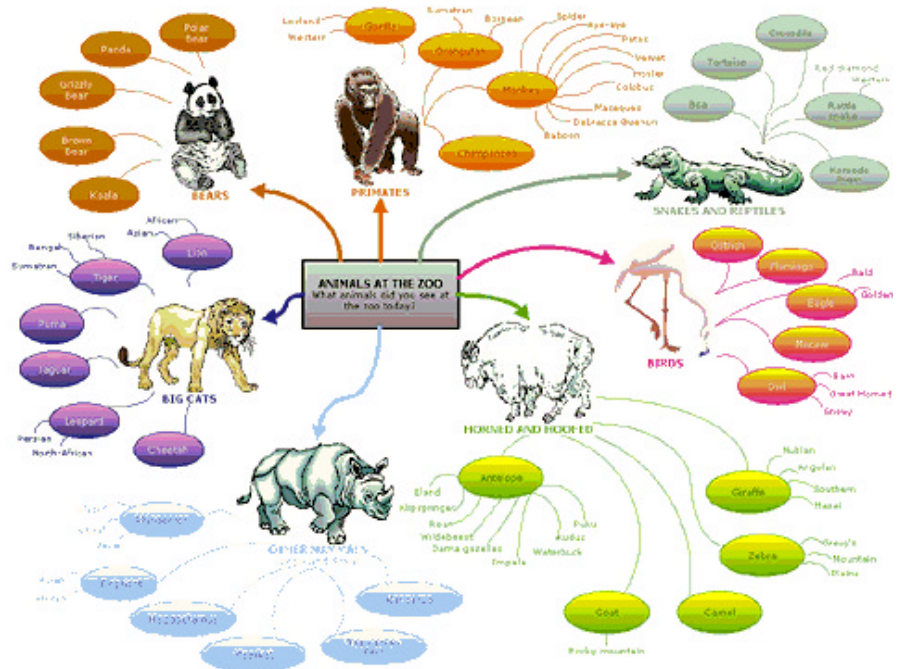 ANIMALS AT THE ZOO
What animals did you see at
the zoo today?
Polar
Bear
Panda
Grizzly
Bear
Brown
Bear
Koala
BEARS
Lowland
Western
Gorilla
Sumatran
Bornean
Orangutan
Spider
Aye-aye
Patas
Vervet
Howler
Colobus
Macaques
Baboon
Monkey
Chimpanzee
PRIMATES
Crocodile
Tortoise
Boa
Red diamond
Western
Rattle
snake
Komodo
SNAKES AND REPTILES
Ostrich
Flamingo
Bald
Golden
Eagle
Macaw
Owl
Barn
Great Horned
Snowy
BIRDS
African
Asian
Lion
Siberian
Bengal
Sumatran
Tiger
Puma
Jaguar
Leopard
Persian
North-African
Cheetah
BIG CATS
HORNED AND HOOFED
Antelope
Eland
Klipspringer
Roan
Wildebeest
Dama gazelles
Impala
Waterbuck
Kudus
Puku
Goat
Rocky mountain
Camel
Zebra
Grevy's
Mountain
Plains
Giraffe
Nubian
Angolan
Southern
Masai
OTHER MAMMALS
Elephant
Hippopotamus
Kangaroo